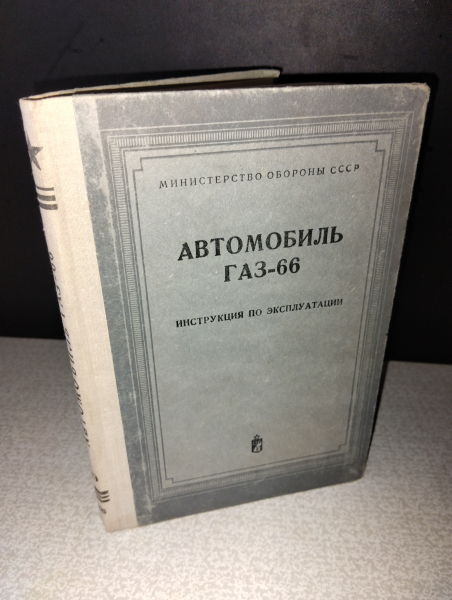 МИНИСТЕРСТВО ОБОРОНЫ СССР
АВТОМОБИЛЬ
ГАЗ-66
ИНСТРУКЦИЯ ПО ЭКСПЛУАТАЦИИ